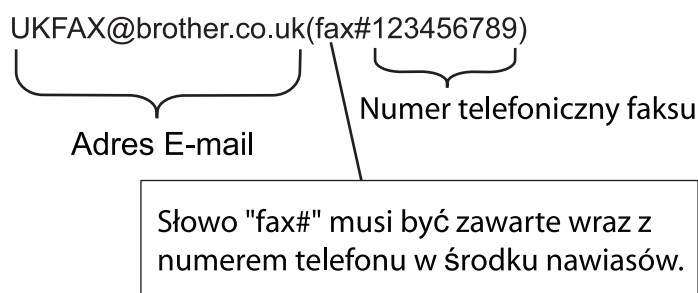 UKFAX@brother.co.uk(fax#123456789)
Numer telefoniczny faksu
Adres E-mail
Słowo "fax#" musi być zawarte wraz z
numerem telefonu w środku nawiasów.